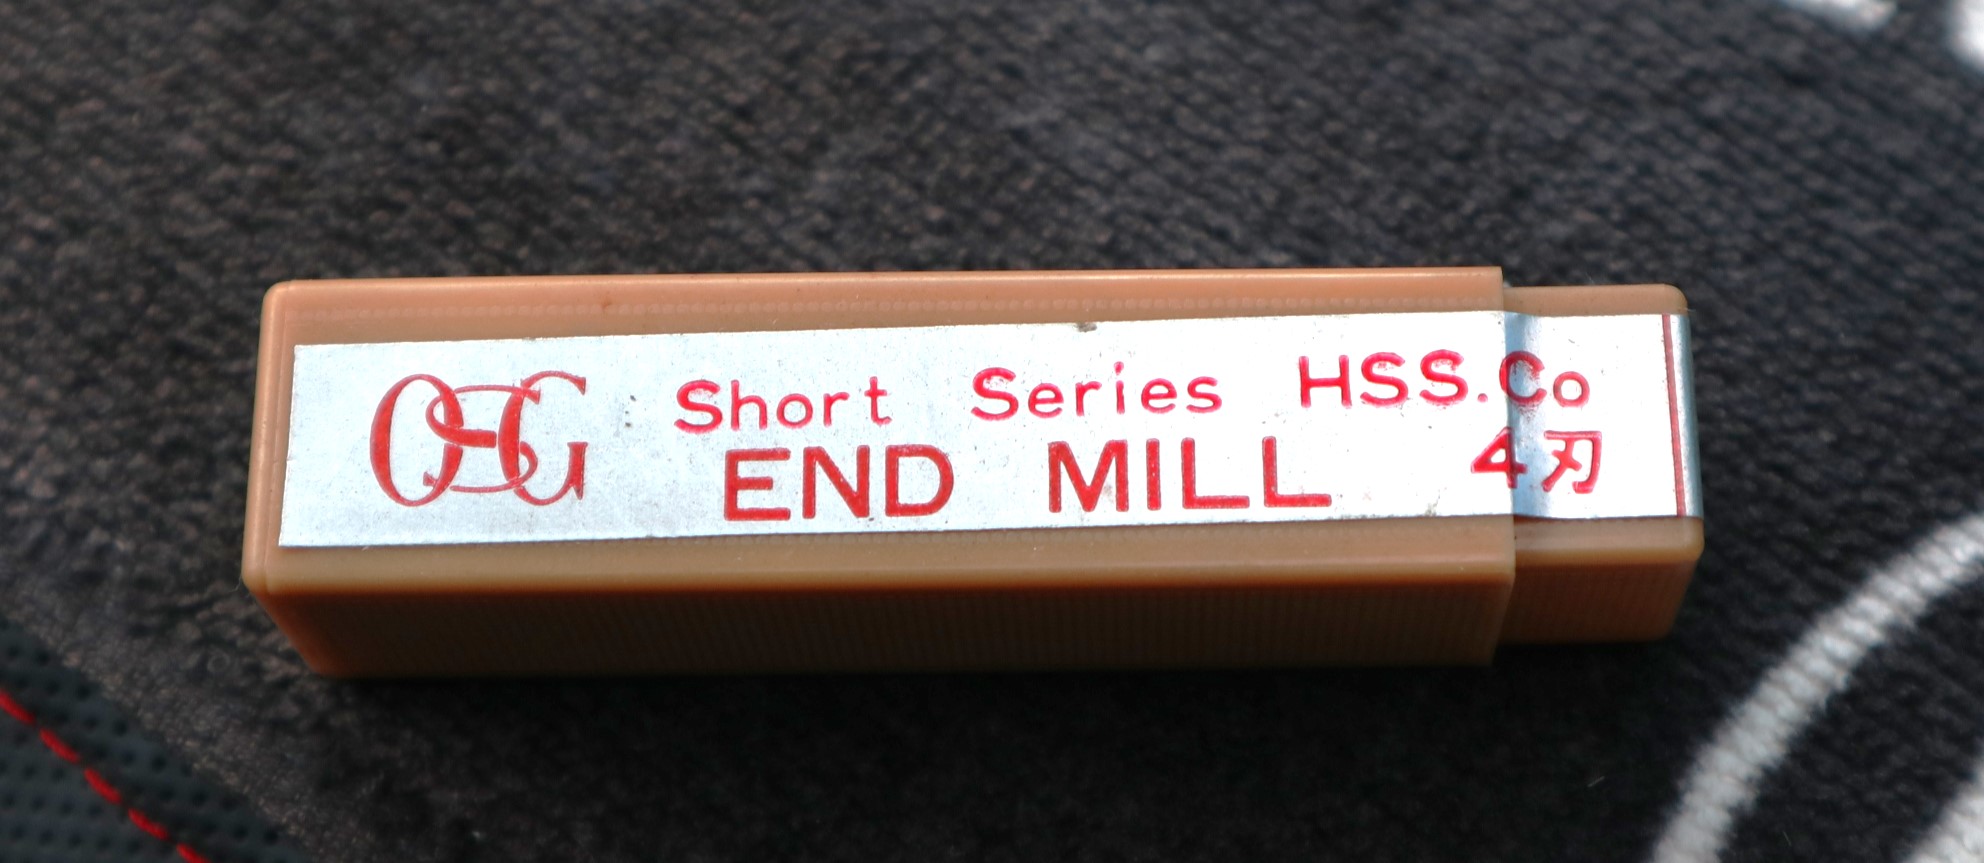 OSG
Short Series HSS.Co
END MILL 4刃